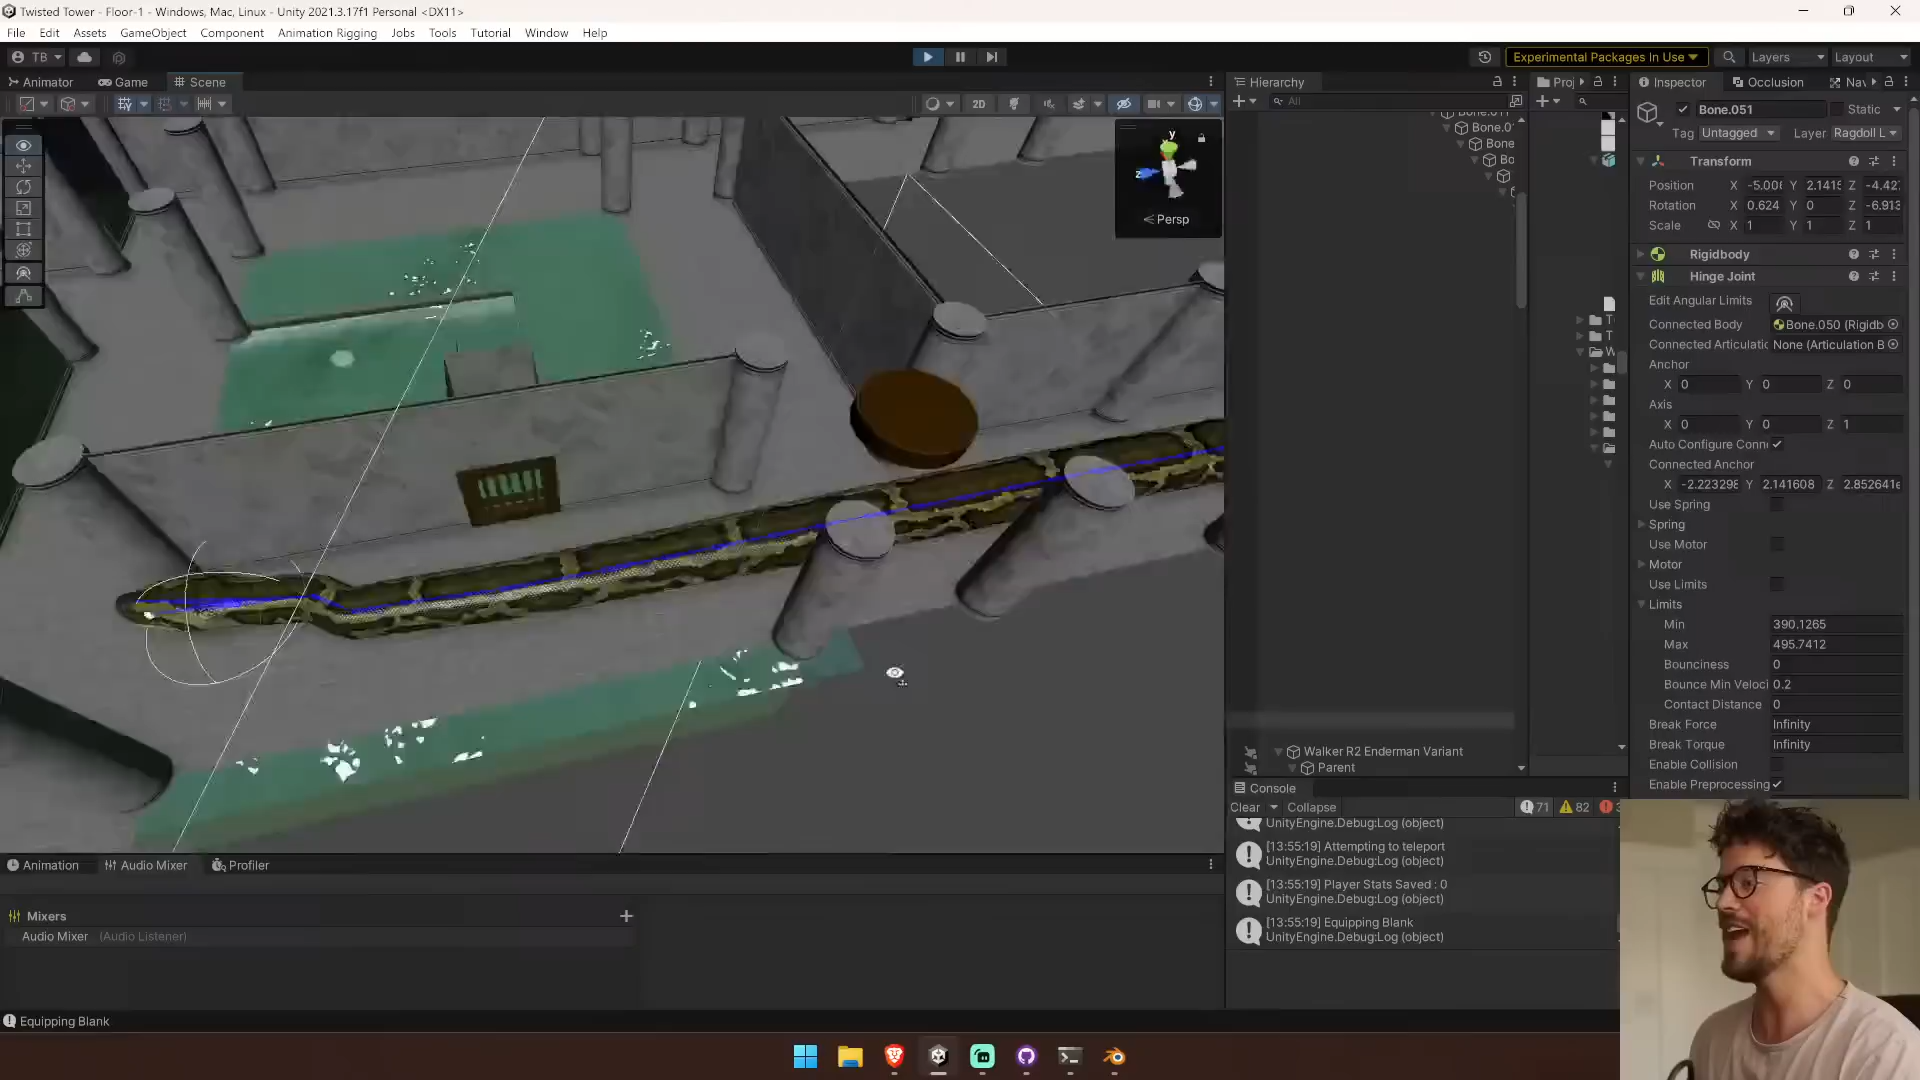 Twisted Tower - Floor-1 - Windows, Mac, Linux - Unity 2021.3.17f1 Personal <DX11>
File Edit Assets GameObject Component Animation Rigging Jobs Tools Tutorial Window Help
TB
Experimental Packages In Use
Layers
Layout
Animator
Game
Scene
2D
y
z
Persp
Hierarchy
All
Bone.0
Bone
Bo
Walker R2 Enderman Variant
Parent
Proj
Inspector
Occlusion
Nav
Bone.051
Static
Tag Untagged
Layer Ragdoll L
Transform
Position X -5.00 Y 2.141 Z -4.42
Rotation X 0.624 Y 0 Z -6.913
Scale X 1 Y 1 Z 1
Rigidbody
Hinge Joint
Edit Angular Limits
Connected Body Bone.050 (Rigidb
Connected Articulatio None (Articulation B
Anchor
X 0 Y 0 Z 0
Axis
X 0 Y 0 Z 1
Auto Configure Conn
Connected Anchor
X -2.223298 Y 2.141608 Z 2.852641
Use Spring
Spring
Use Motor
Motor
Use Limits
Limits
Min 390.1265
Max 495.7412
Bounciness 0
Bounce Min Veloci 0.2
Contact Distance 0
Break Force Infinity
Break Torque Infinity
Enable Collision
Enable Preprocessing
Console
Clear Collapse 71 82
UnityEngine.Debug:Log (object)
[13:55:19] Attempting to teleport
UnityEngine.Debug:Log (object)
[13:55:19] Player Stats Saved : 0
UnityEngine.Debug:Log (object)
[13:55:19] Equipping Blank
UnityEngine.Debug:Log (object)
Animation
Audio Mixer
Profiler
Mixers
Audio Mixer (Audio Listener)
Equipping Blank